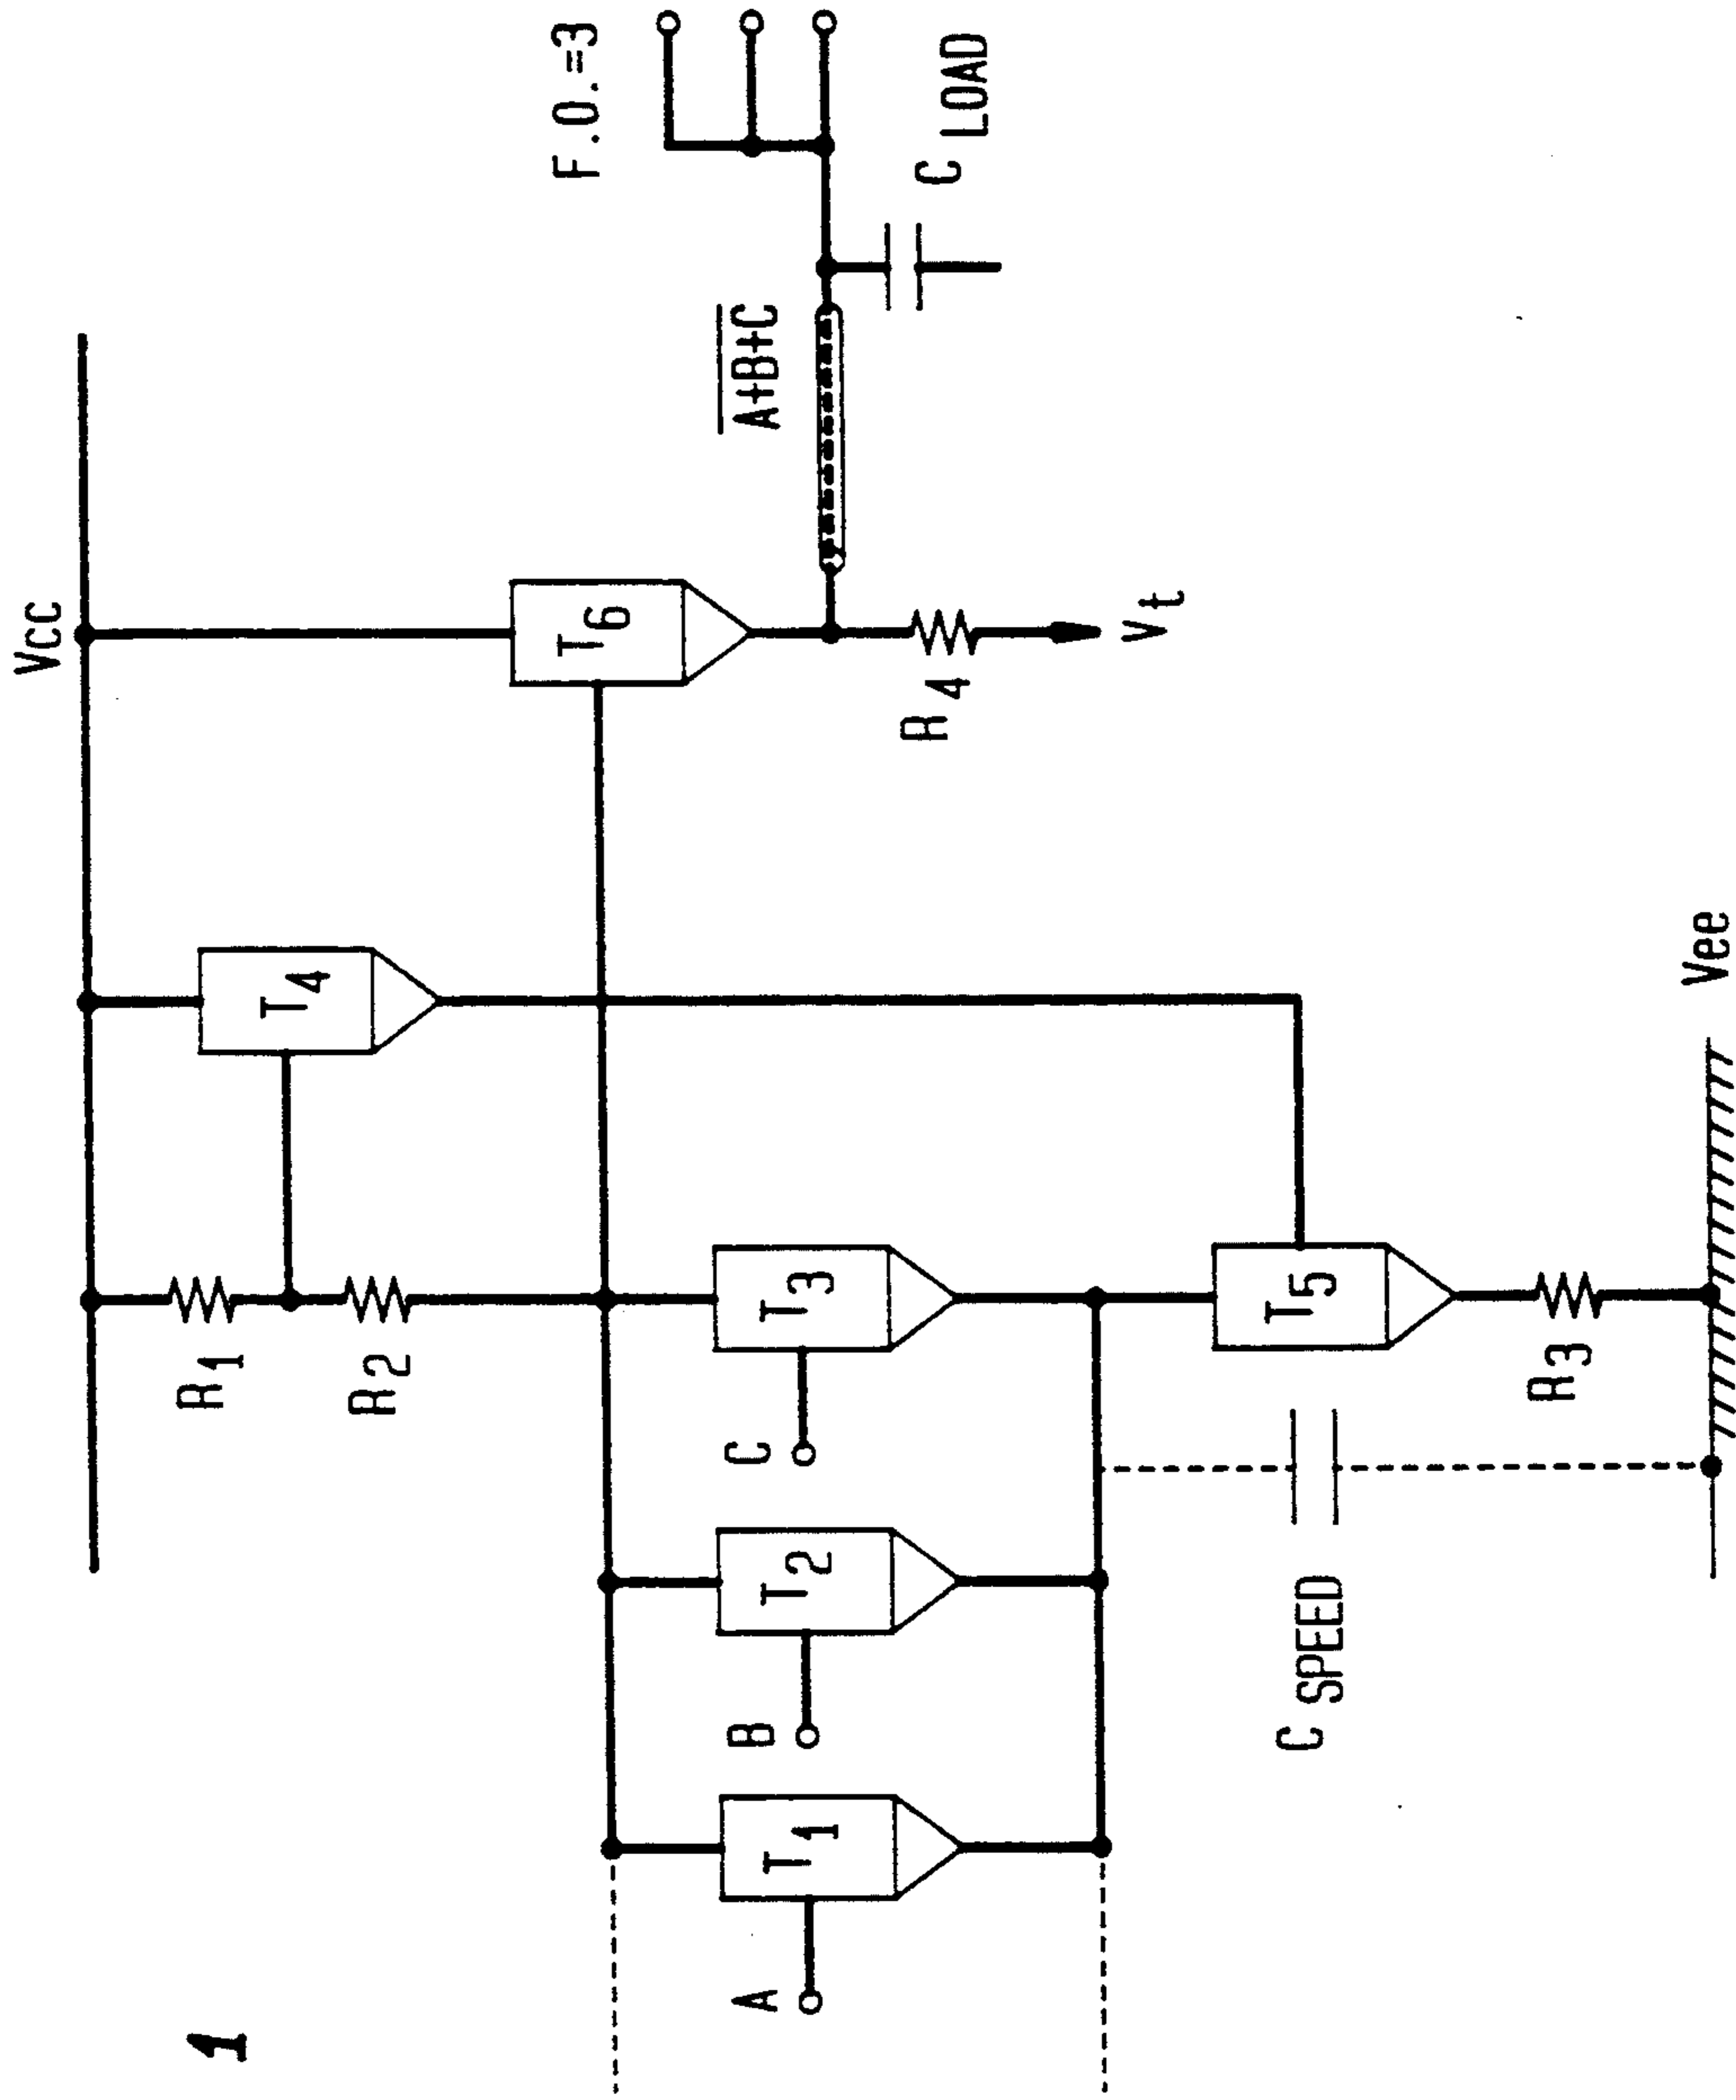 1
Vcc
R1
R2
T4
T6
F.O.=3
A+B+C
C LOAD
R4
Vt
A
T1
B
T2
C
T3
C SPEED
T5
R3
Vee